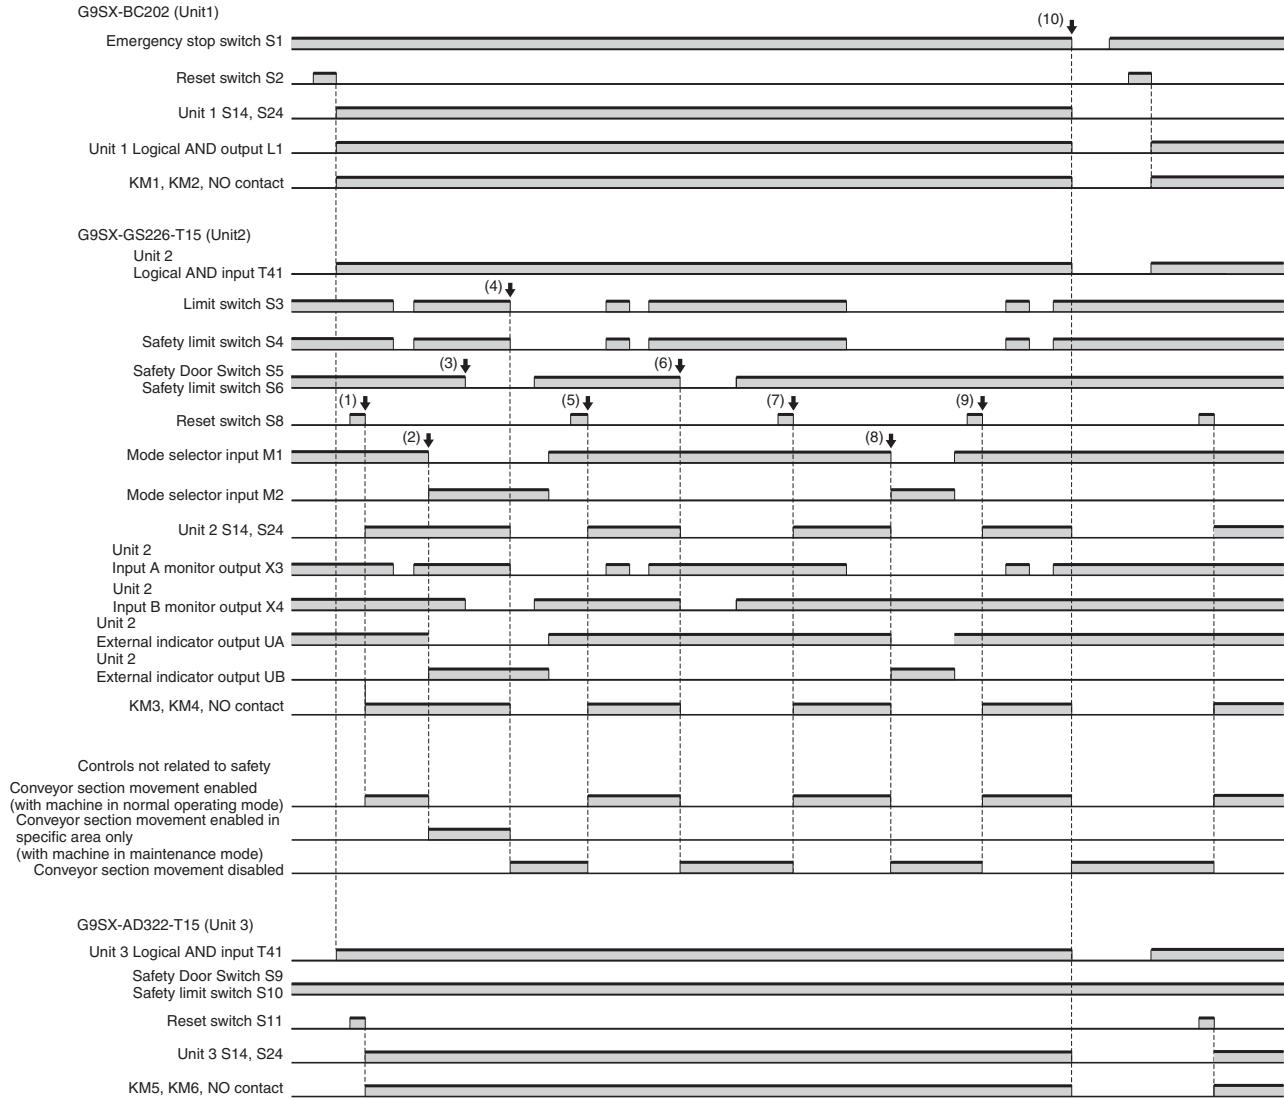 G9SX-BC202 (Unit1)
(10)
Emergency stop switch S1
Reset switch S2
Unit 1 S14, S24
Unit 1 Logical AND output L1
KM1, KM2, NO contact
G9SX-GS226-T15 (Unit2)
Unit 2
Logical AND input T41
(4)
Limit switch S3
Safety limit switch S4
(3)
(6)
Safety Door Switch S5
Safety limit switch S6
(1)
(5)
(7)
(9)
Reset switch S8
(2)
(8)
Mode selector input M1
Mode selector input M2
Unit 2 S14, S24
Unit 2
Input A monitor output X3
Unit 2
Input B monitor output X4
Unit 2
External indicator output UA
Unit 2
External indicator output UB
KM3, KM4, NO contact
Controls not related to safety
Conveyor section movement enabled
(with machine in normal operating mode)
Conveyor section movement enabled in
specific area only
(with machine in maintenance mode)
Conveyor section movement disabled
G9SX-AD322-T15 (Unit 3)
Unit 3 Logical AND input T41
Safety Door Switch S9
Safety limit switch S10
Reset switch S11
Unit 3 S14, S24
KM5, KM6, NO contact